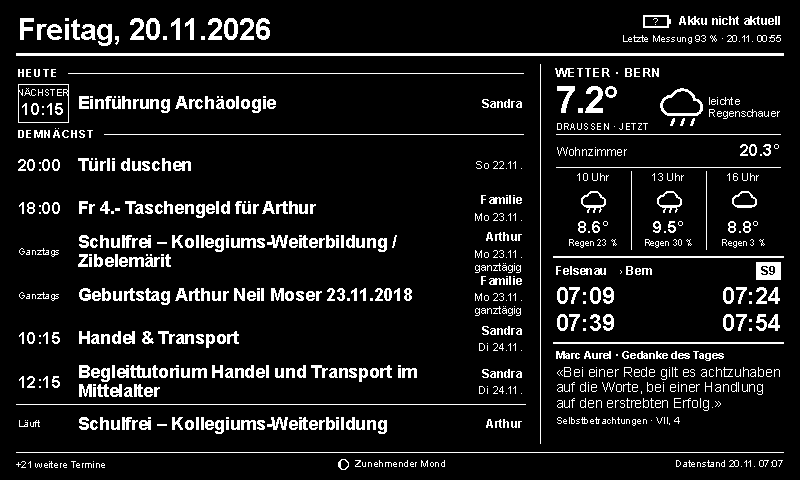 Freitag, 20.11.2026
? Akku nicht aktuell
Letzte Messung 93 % · 20.11. 00:55
HEUTE
NÄCHSTER
10:15 Einführung Archäologie Sandra
DEMNÄCHST
20:00 Türli duschen So 22.11.
18:00 Fr 4.- Taschengeld für Arthur Familie
Mo 23.11.
Ganztags Schulfrei – Kollegiums-Weiterbildung / Arthur
Zibelemärit Mo 23.11.
ganztägig
Ganztags Geburtstag Arthur Neil Moser 23.11.2018 Familie
Mo 23.11.
ganztägig
10:15 Handel & Transport Sandra
Di 24.11.
12:15 Begleittutorium Handel und Transport im Sandra
Mittelalter Di 24.11.
Läuft Schulfrei – Kollegiums-Weiterbildung Arthur
WETTER · BERN
7.2°
leichte
Regenschauer
DRAUSSEN · JETZT
Wohnzimmer 20.3°
10 Uhr 13 Uhr 16 Uhr
8.6° 9.5° 8.8°
Regen 23 % Regen 30 % Regen 3 %
Felsenau › Bern S9
07:09 07:24
07:39 07:54
Marc Aurel · Gedanke des Tages
«Bei einer Rede gilt es achtzuhaben
auf die Worte, bei einer Handlung
auf den erstrebten Erfolg.»
Selbstbetrachtungen · VII, 4
+21 weitere Termine Zunehmender Mond Datenstand 20.11. 07:07